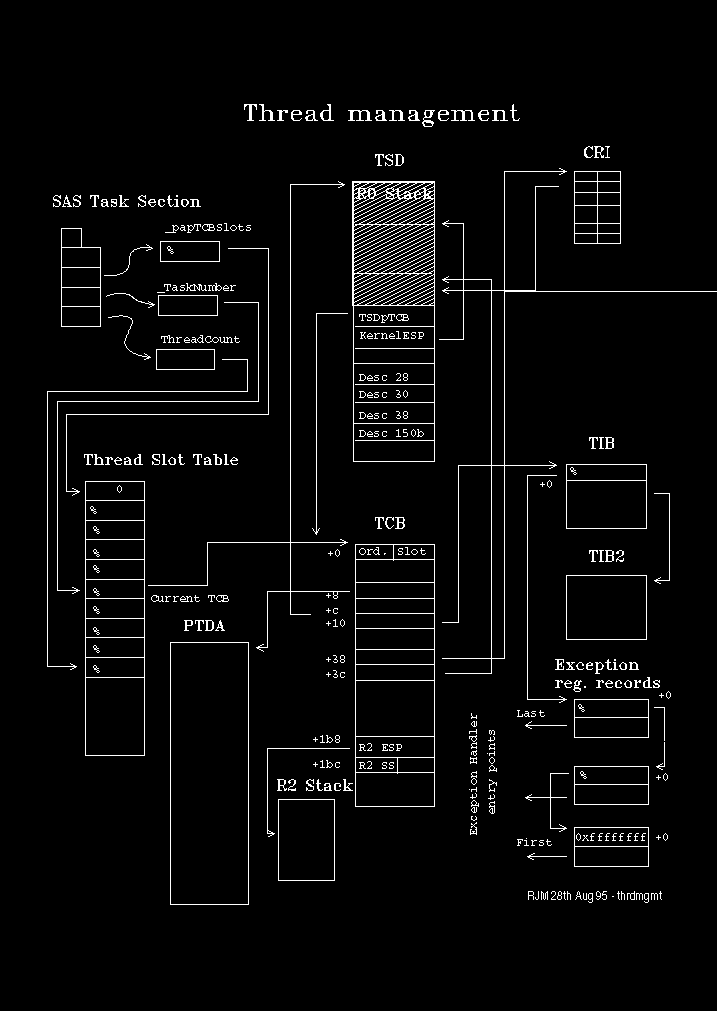 Thread management
TSD
CRI
R0 Stack
SAS Task Section
_papTCBSlots
%
_TaskNumber
ThreadCount
TSDpTCB
KernelESP
Desc 28
Desc 30
Desc 38
Desc 150b
TIB
%
+0
Thread Slot Table
0
%
%
%
%
%
%
%
%
%
Current TCB
TCB
+0
Ord. Slot
+8
+c
+10
+38
+3c
+1b8
R2 ESP
+1bc
R2 SS
TIB2
PTDA
R2 Stack
Exception
reg. records
+0
%
Last
%
+0
0xffffffff
+0
First
Exception Handler
entry points
RJM 28th Aug 95 - thrdmgmt